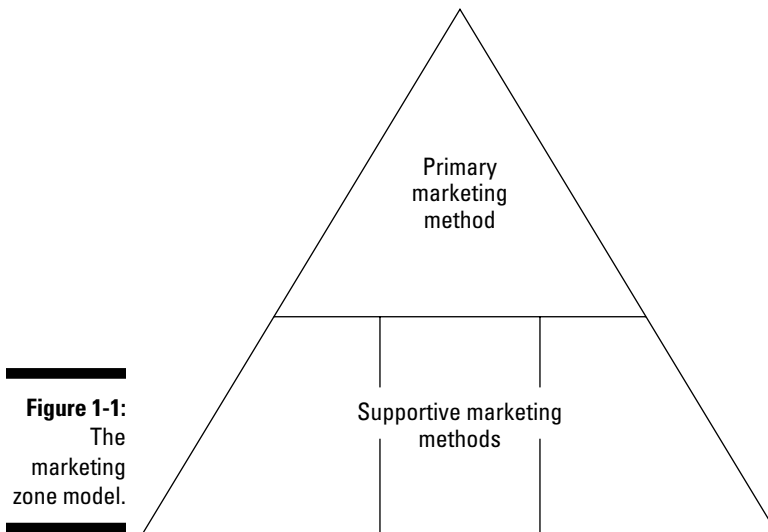 Primary
marketing
method
Supportive marketing
methods
Figure 1-1:
The
marketing
zone model.